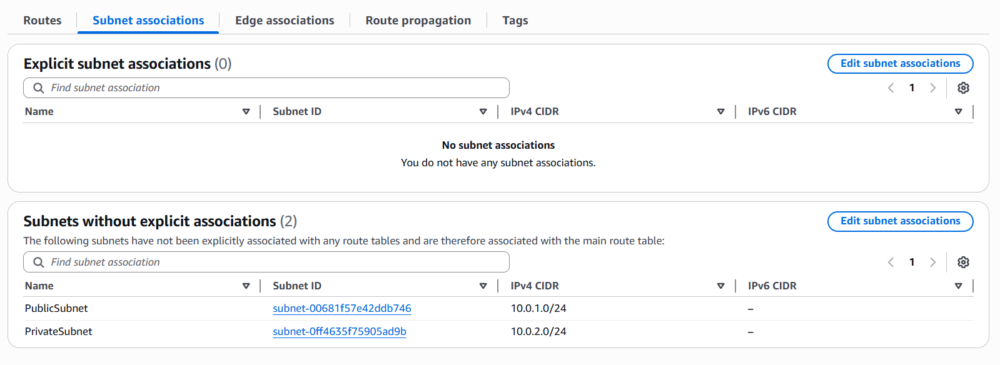 Routes Subnet associations Edge associations Route propagation Tags
Explicit subnet associations (0) Edit subnet associations
Find subnet association 1
Name Subnet ID IPv4 CIDR IPv6 CIDR
No subnet associations
You do not have any subnet associations.
Subnets without explicit associations (2) Edit subnet associations
The following subnets have not been explicitly associated with any route tables and are therefore associated with the main route table:
Find subnet association 1
Name Subnet ID IPv4 CIDR IPv6 CIDR
PublicSubnet subnet-00681f57e42ddb746 10.0.1.0/24 –
PrivateSubnet subnet-0ff4635f75905ad9b 10.0.2.0/24 –